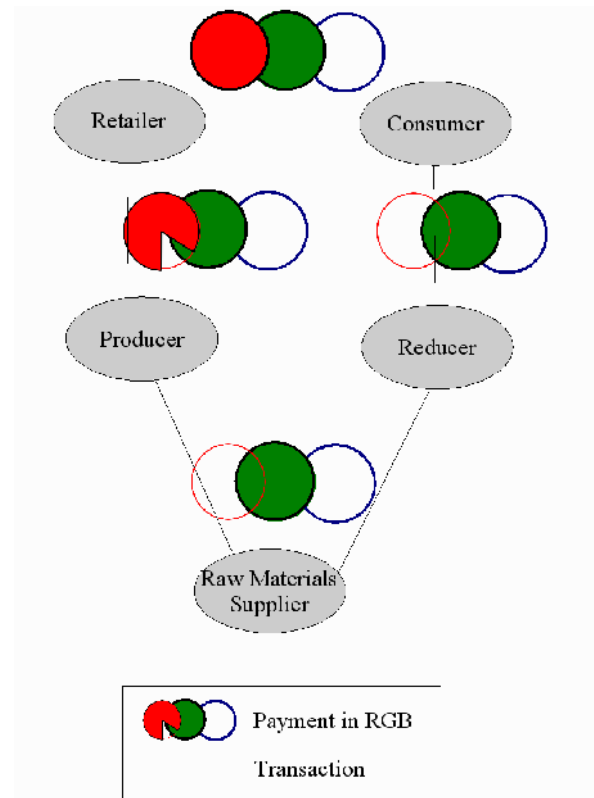 Retailer
Consumer
Producer
Reducer
Raw Materials
Supplier
Payment in RGB
Transaction